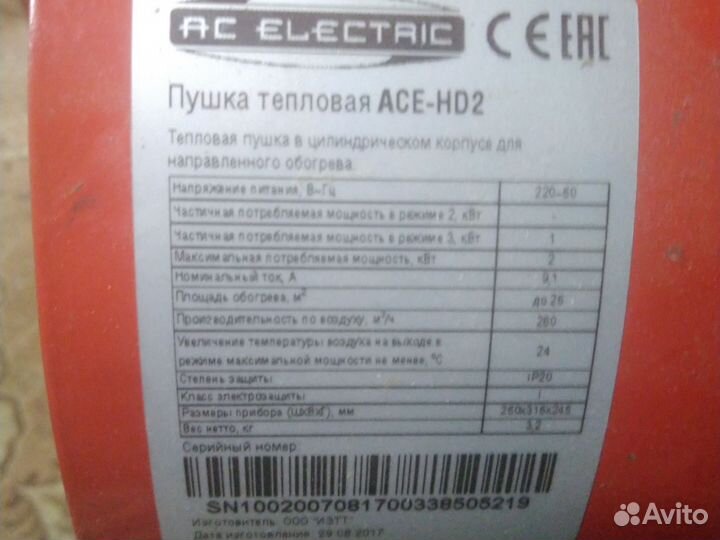 AC ELECTRIC CE EAC
Пушка тепловая ACE-HD2
Тепловая пушка в цилиндрическом корпусе для
направленного обогрева.
Напряжение питания, В~Гц 220~50
Частичная потребляемая мощность в режиме 2, кВт -
Частичная потребляемая мощность в режиме 3, кВт 1
Максимальная потребляемая мощность, кВт 2
Номинальный ток, А 9,1
Площадь обогрева, м² до 25
Производительность по воздуху, м³/ч 260
Увеличение температуры воздуха на выходе в
режиме максимальной мощности не менее, °С 24
Степень защиты IP20
Класс электрозащиты I
Размеры прибора (ШхВхГ), мм 260x316x245
Вес нетто, кг 3,2
Серийный номер:
SN10020070817003385052​19
Изготовитель: ООО "ИЗТТ"
Дата изготовления: 29.08.2017
Avito